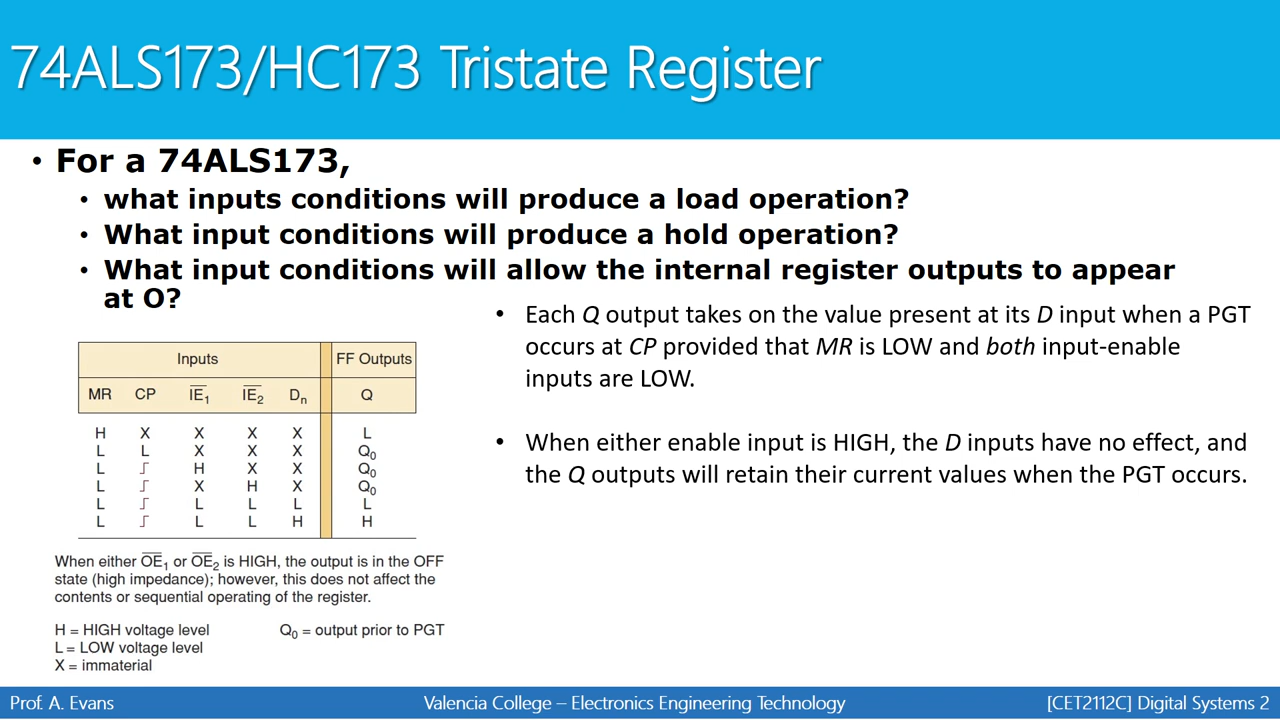 74ALS173/HC173 Tristate Register
• For a 74ALS173,
• what inputs conditions will produce a load operation?
• What input conditions will produce a hold operation?
• What input conditions will allow the internal register outputs to appear
at O?
• Each Q output takes on the value present at its D input when a PGT
occurs at CP provided that MR is LOW and both input-enable
inputs are LOW.
• When either enable input is HIGH, the D inputs have no effect, and
the Q outputs will retain their current values when the PGT occurs.
Inputs FF Outputs
MR CP I̅E̅₁ I̅E̅₂ Dₙ Q
H X X X X L
L L X X X Q₀
L ⎍ H X X Q₀
L ⎍ X H X Q₀
L ⎍ L L L L
L ⎍ L L H H
When either O̅E̅₁ or O̅E̅₂ is HIGH, the output is in the OFF
state (high impedance); however, this does not affect the
contents or sequential operating of the register.
H = HIGH voltage level Q₀ = output prior to PGT
L = LOW voltage level
X = immaterial
Prof. A. Evans Valencia College – Electronics Engineering Technology [CET2112C] Digital Systems 2